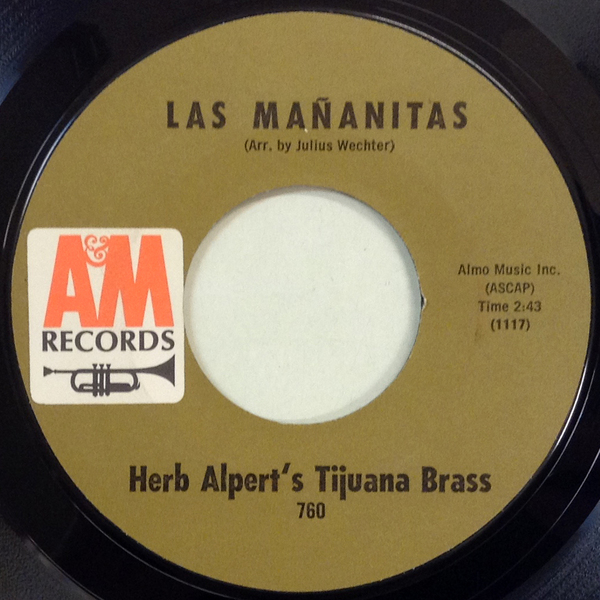 LAS MAÑANITAS
(Arr. by Julius Wechter)
A&M
RECORDS
Almo Music Inc.
(ASCAP)
Time 2:43
(1117)
Herb Alpert's Tijuana Brass
760